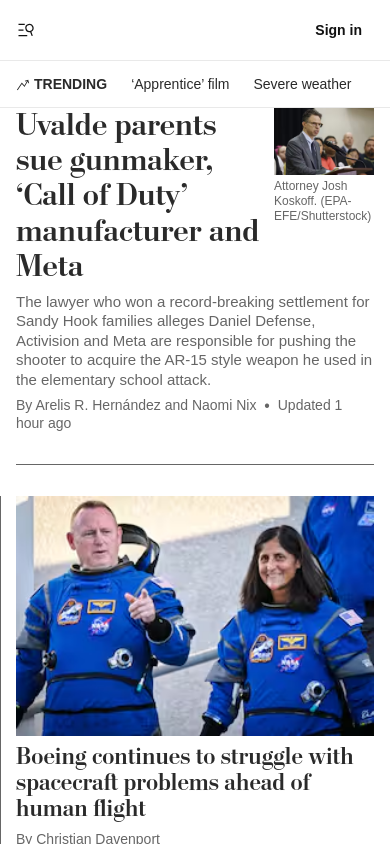 Sign in
TRENDING ‘Apprentice’ film Severe weather
Uvalde parents
sue gunmaker,
‘Call of Duty’
manufacturer and
Meta
Attorney Josh
Koskoff. (EPA-
EFE/Shutterstock)
The lawyer who won a record-breaking settlement for
Sandy Hook families alleges Daniel Defense,
Activision and Meta are responsible for pushing the
shooter to acquire the AR-15 style weapon he used in
the elementary school attack.
By Arelis R. Hernández and Naomi Nix • Updated 1
hour ago
NASA
NASA
Boeing continues to struggle with
spacecraft problems ahead of
human flight
By Christian Davenport